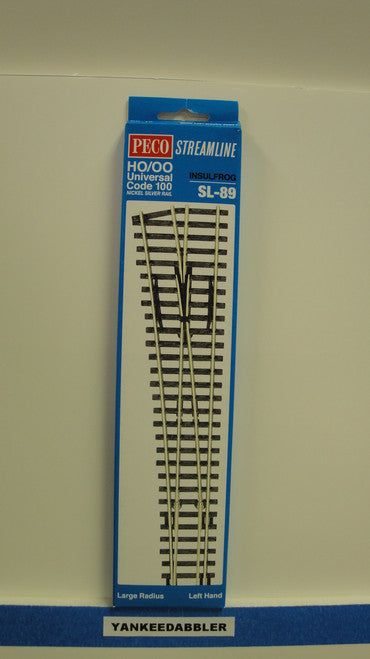 PECO STREAMLINE
HO/OO
Universal
Code 100
NICKEL SILVER RAIL
INSULFROG
SL-89
Large Radius Left Hand
YANKEEDABBLER